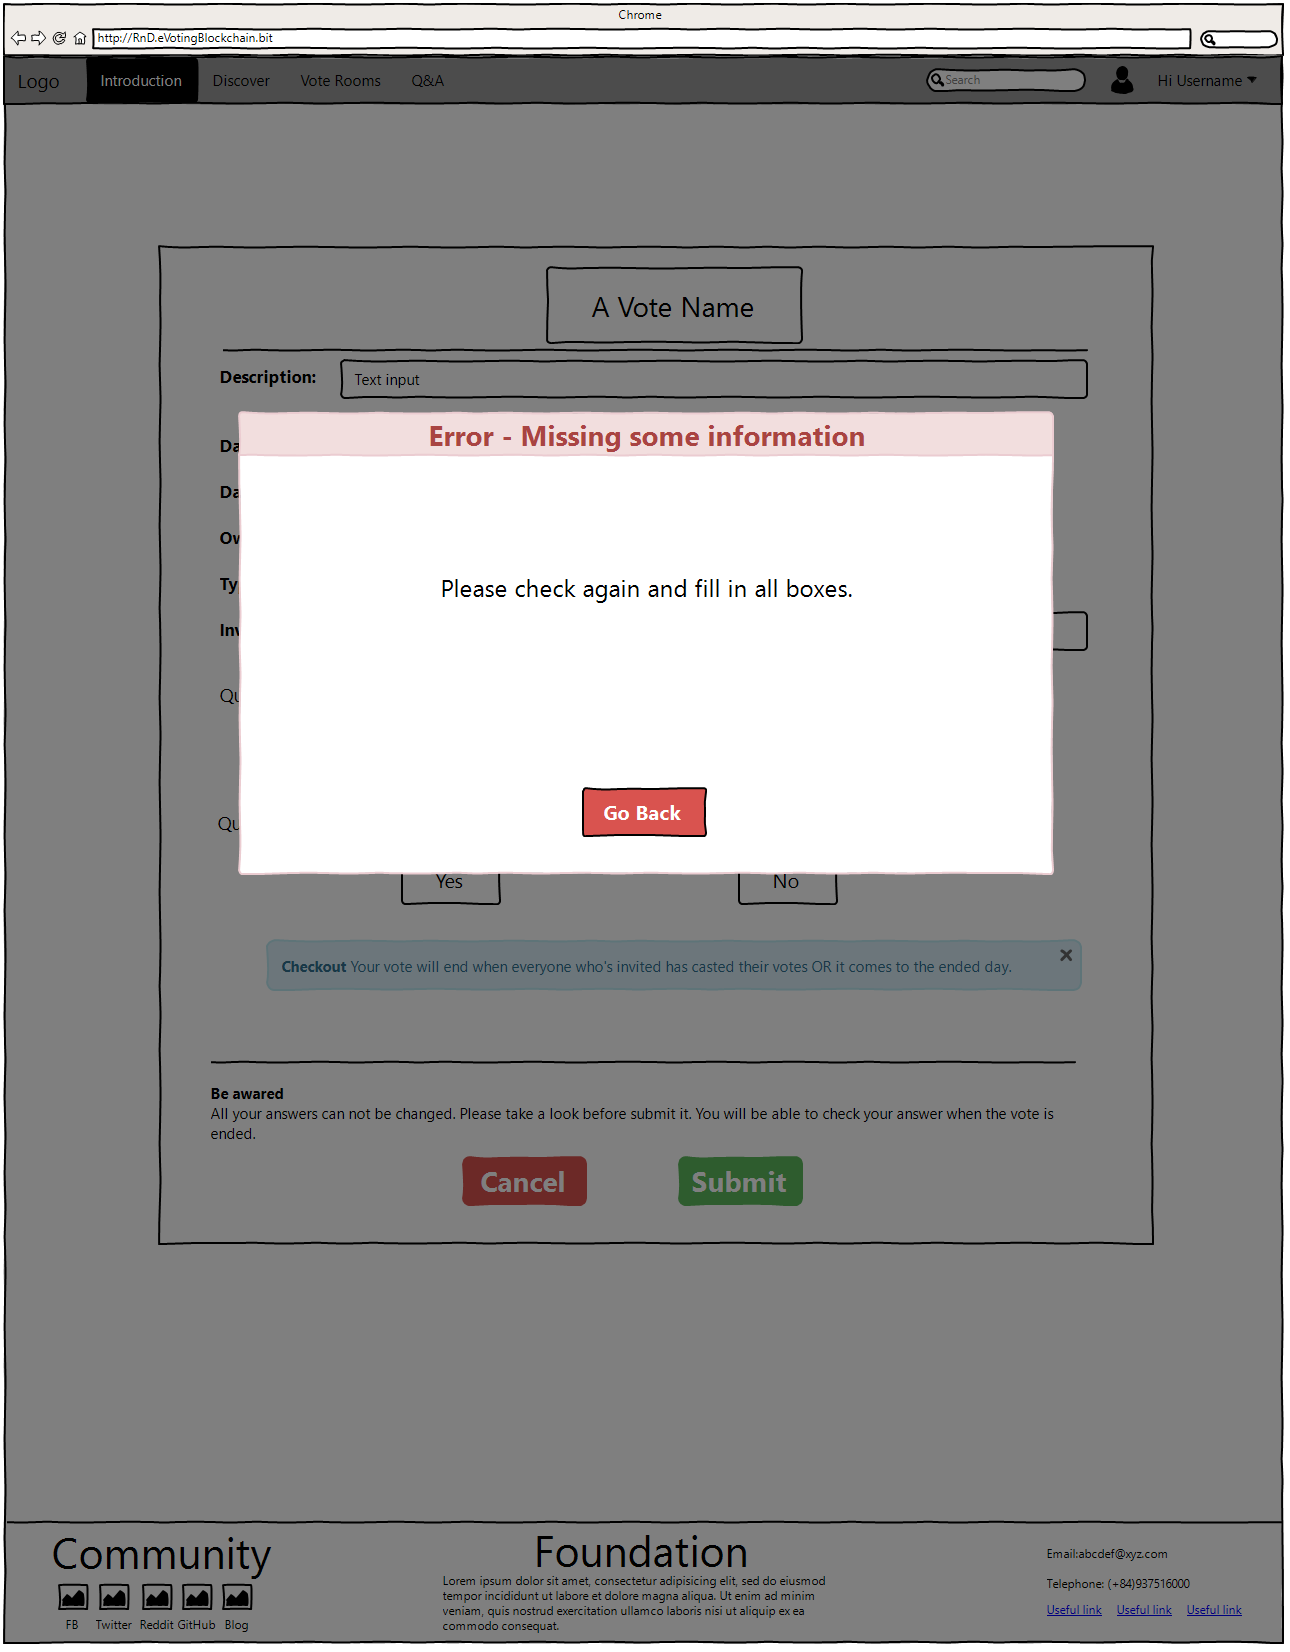 Chrome
http://RnD.eVotingBlockchain.bit
Logo Introduction Discover Vote Rooms Q&A Search Hi Username
A Vote Name
Description: Text input
Error - Missing some information
Da
Da
Ow
Ty
Inv
Qu
Qu
Please check again and fill in all boxes.
Go Back
Yes No
Checkout Your vote will end when everyone who's invited has casted their votes OR it comes to the ended day.
Be awared
All your answers can not be changed. Please take a look before submit it. You will be able to check your answer when the vote is
ended.
Cancel Submit
Community
FB Twitter Reddit GitHub Blog
Foundation
Lorem ipsum dolor sit amet, consectetur adipisicing elit, sed do eiusmod
tempor incididunt ut labore et dolore magna aliqua. Ut enim ad minim
veniam, quis nostrud exercitation ullamco laboris nisi ut aliquip ex ea
commodo consequat.
Email:abcdef@xyz.com
Telephone: (+84)937516000
Useful link Useful link Useful link